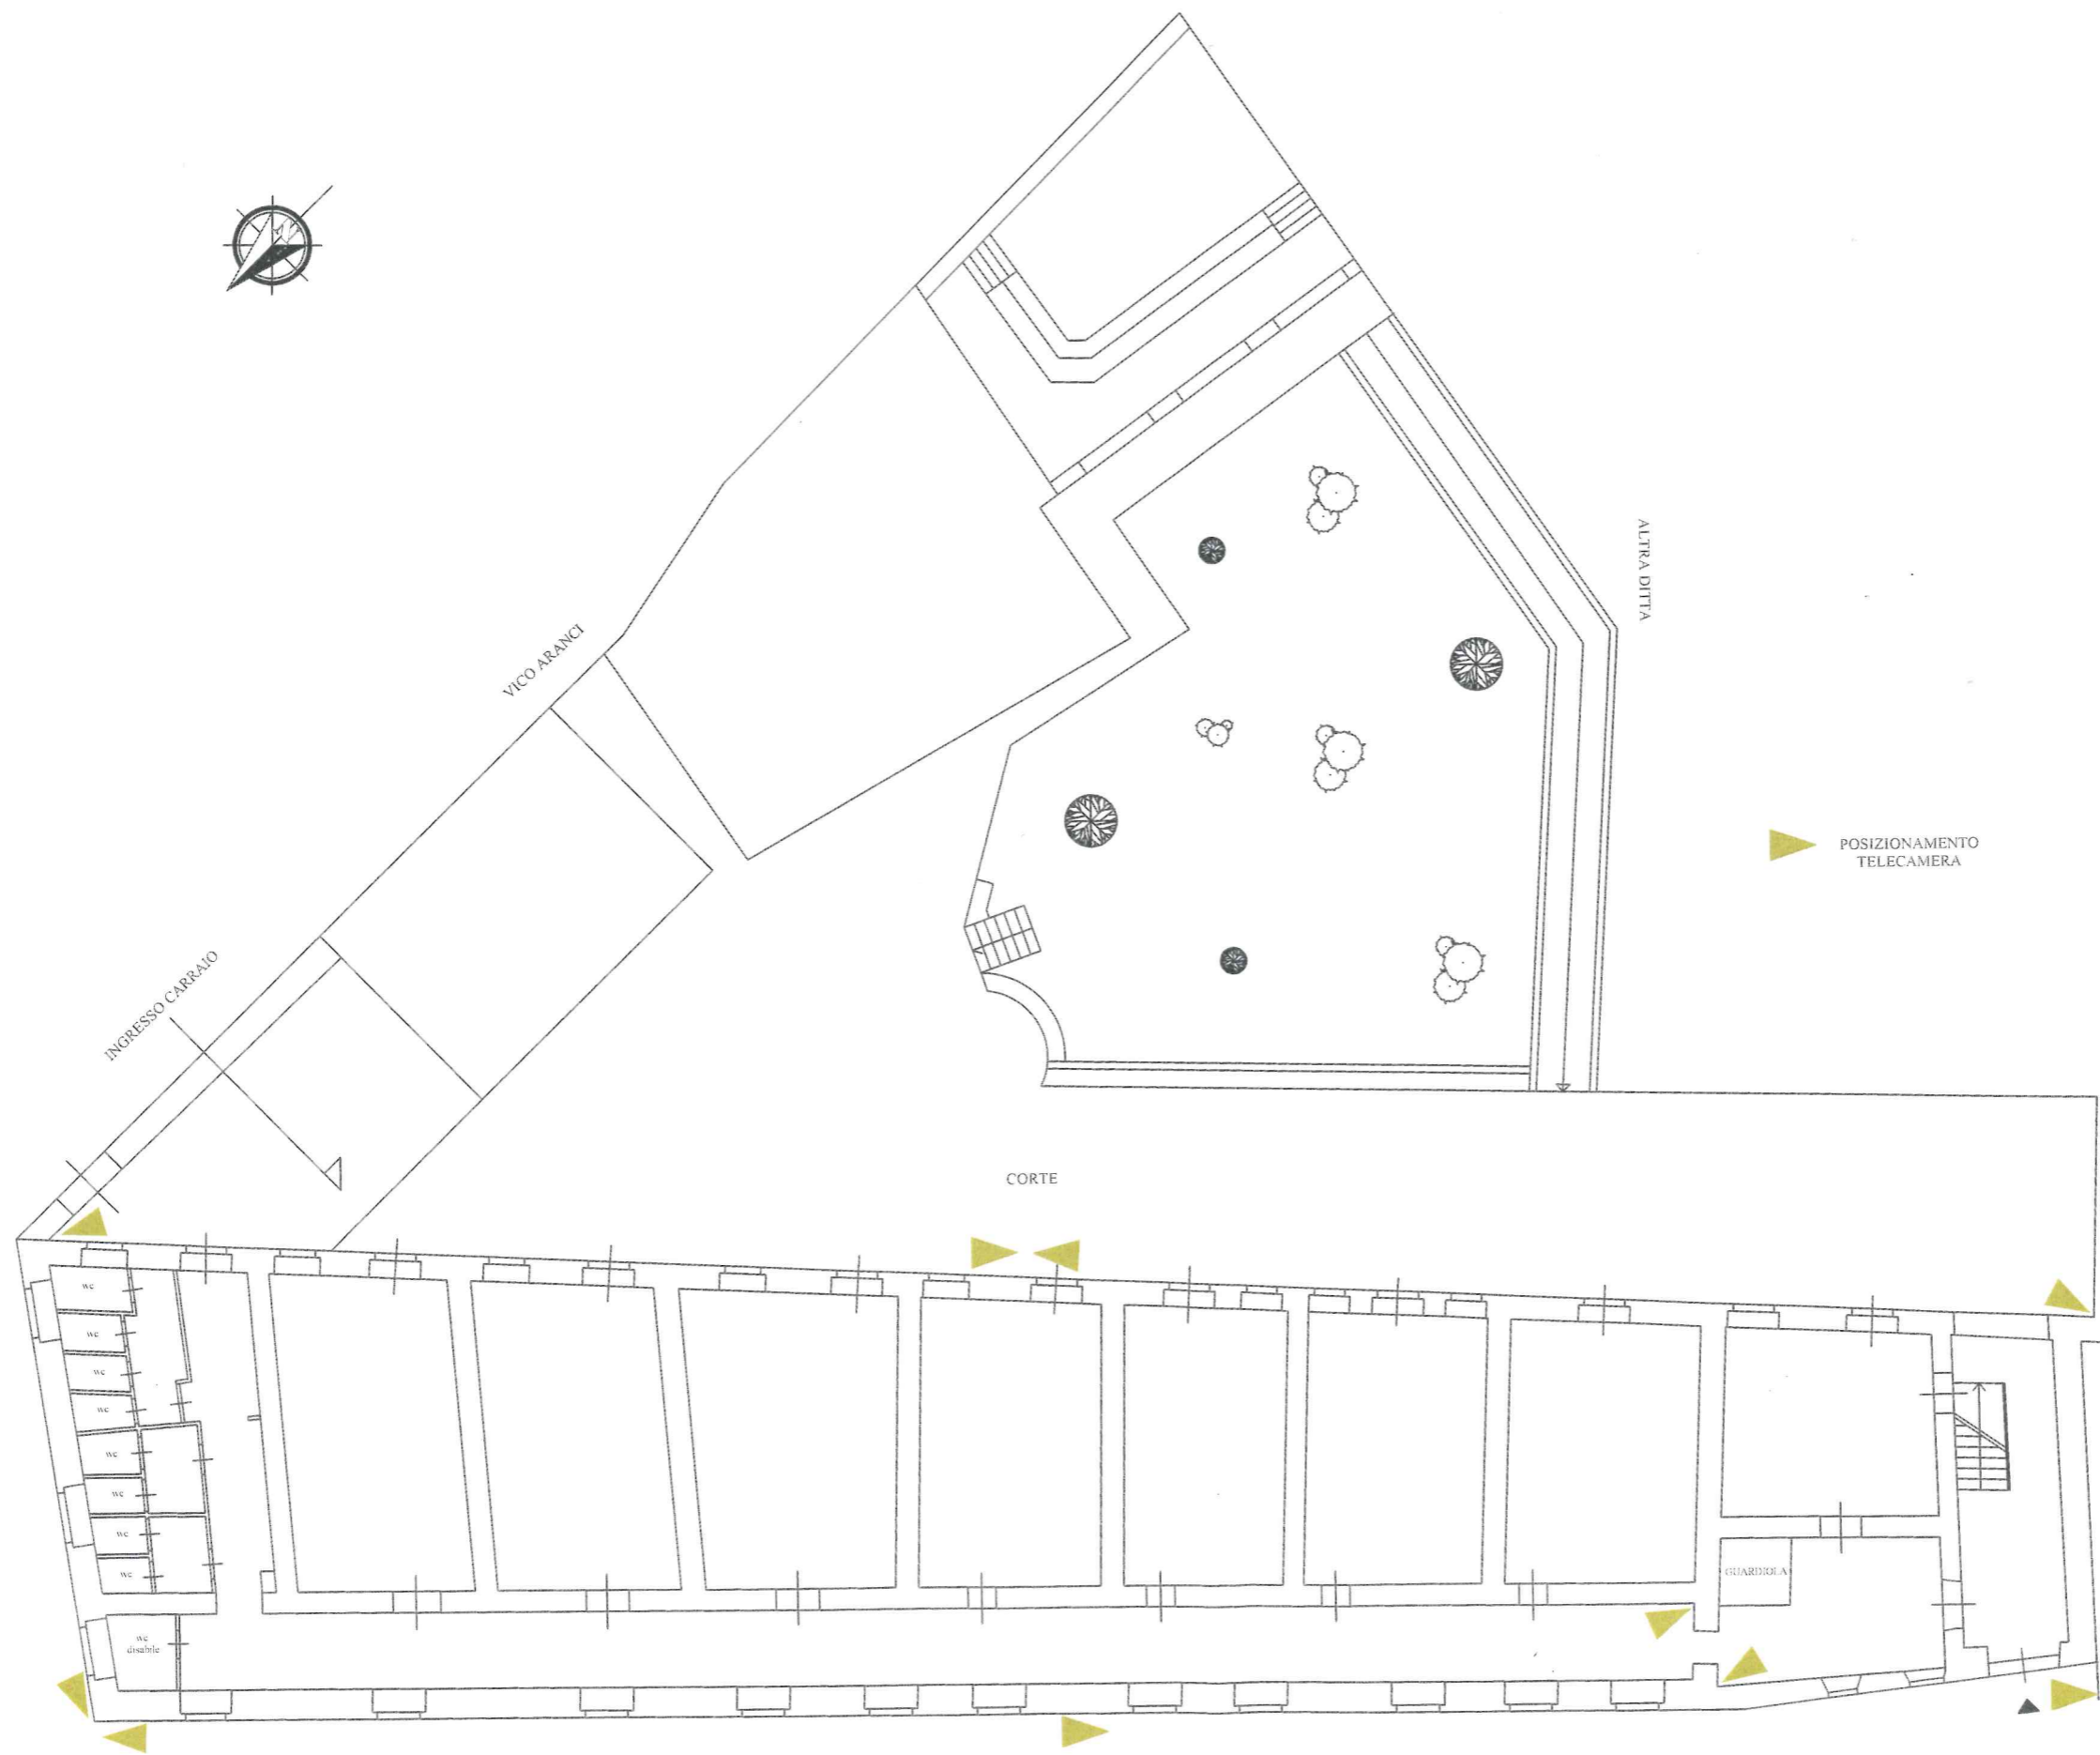 N
ALTRA DITTA
VICO ARANCI
POSIZIONAMENTO
TELECAMERA
INGRESSO CARRAIO
CORTE
wc
wc
wc
wc
wc
wc
wc
wc
GUARDIOLA
wc
disabile